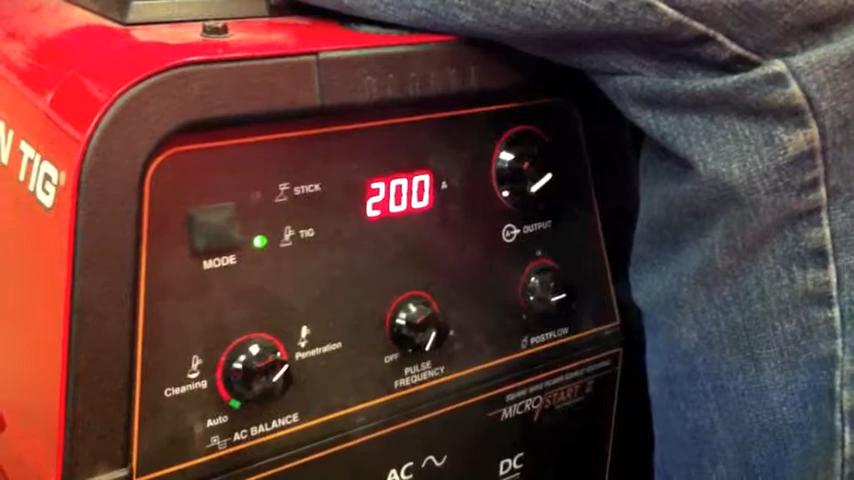 N TIG®
STICK
200 A
TIG
MODE
OUTPUT
Cleaning
Penetration
OFF
PULSE
FREQUENCY
POSTFLOW
Auto
AC BALANCE
MICRO START 2
AC
DC